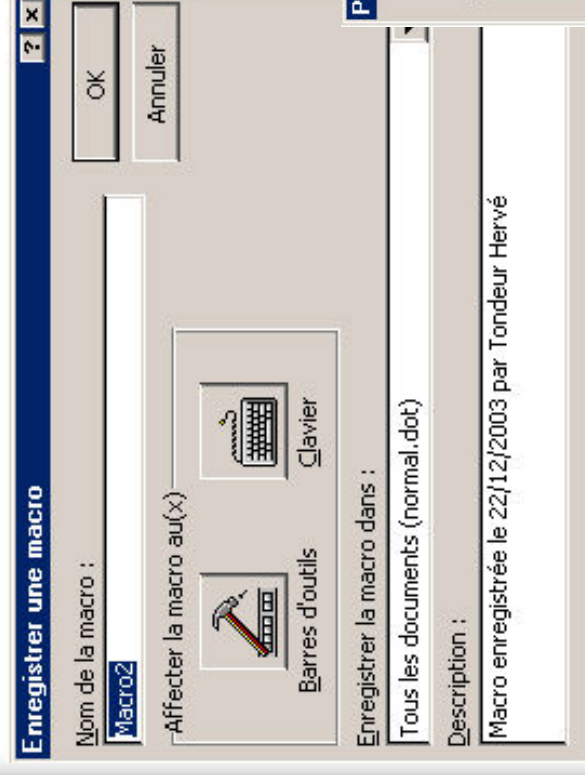 Enregistrer une macro
Nom de la macro :
Macro2
OK
Annuler
Affecter la macro au(x)
Barres d'outils
Clavier
Enregistrer la macro dans :
Tous les documents (normal.dot)
Description :
Macro enregistrée le 22/12/2003 par Tondeur Hervé
P